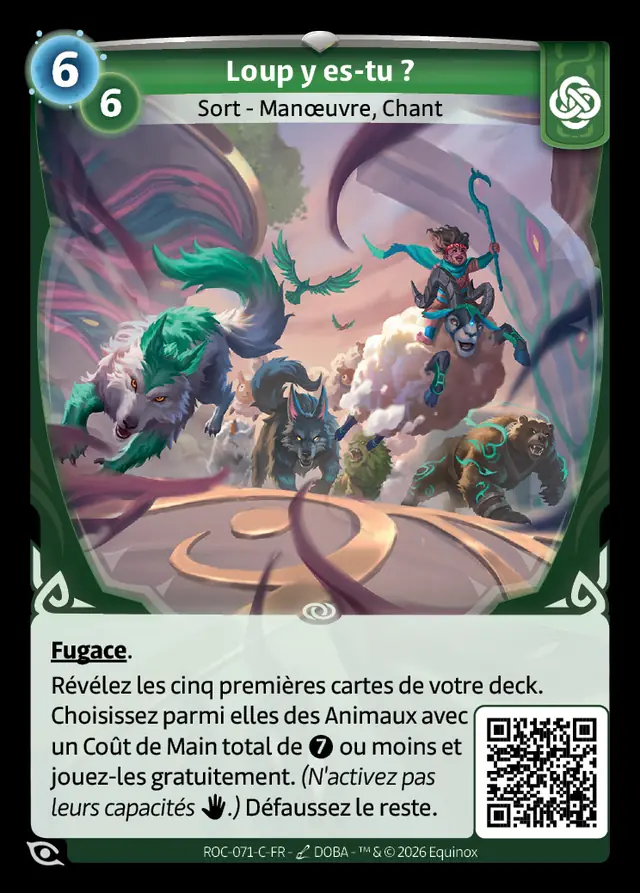 6
6
Loup y es-tu ?
Sort - Manœuvre, Chant
Fugace.
Révélez les cinq premières cartes de votre deck.
Choisissez parmi elles des Animaux avec
un Coût de Main total de 7 ou moins et
jouez-les gratuitement. (N'activez pas
leurs capacités .) Défaussez le reste.
ROC-071-C-FR - DOBA - ™ & © 2026 Equinox